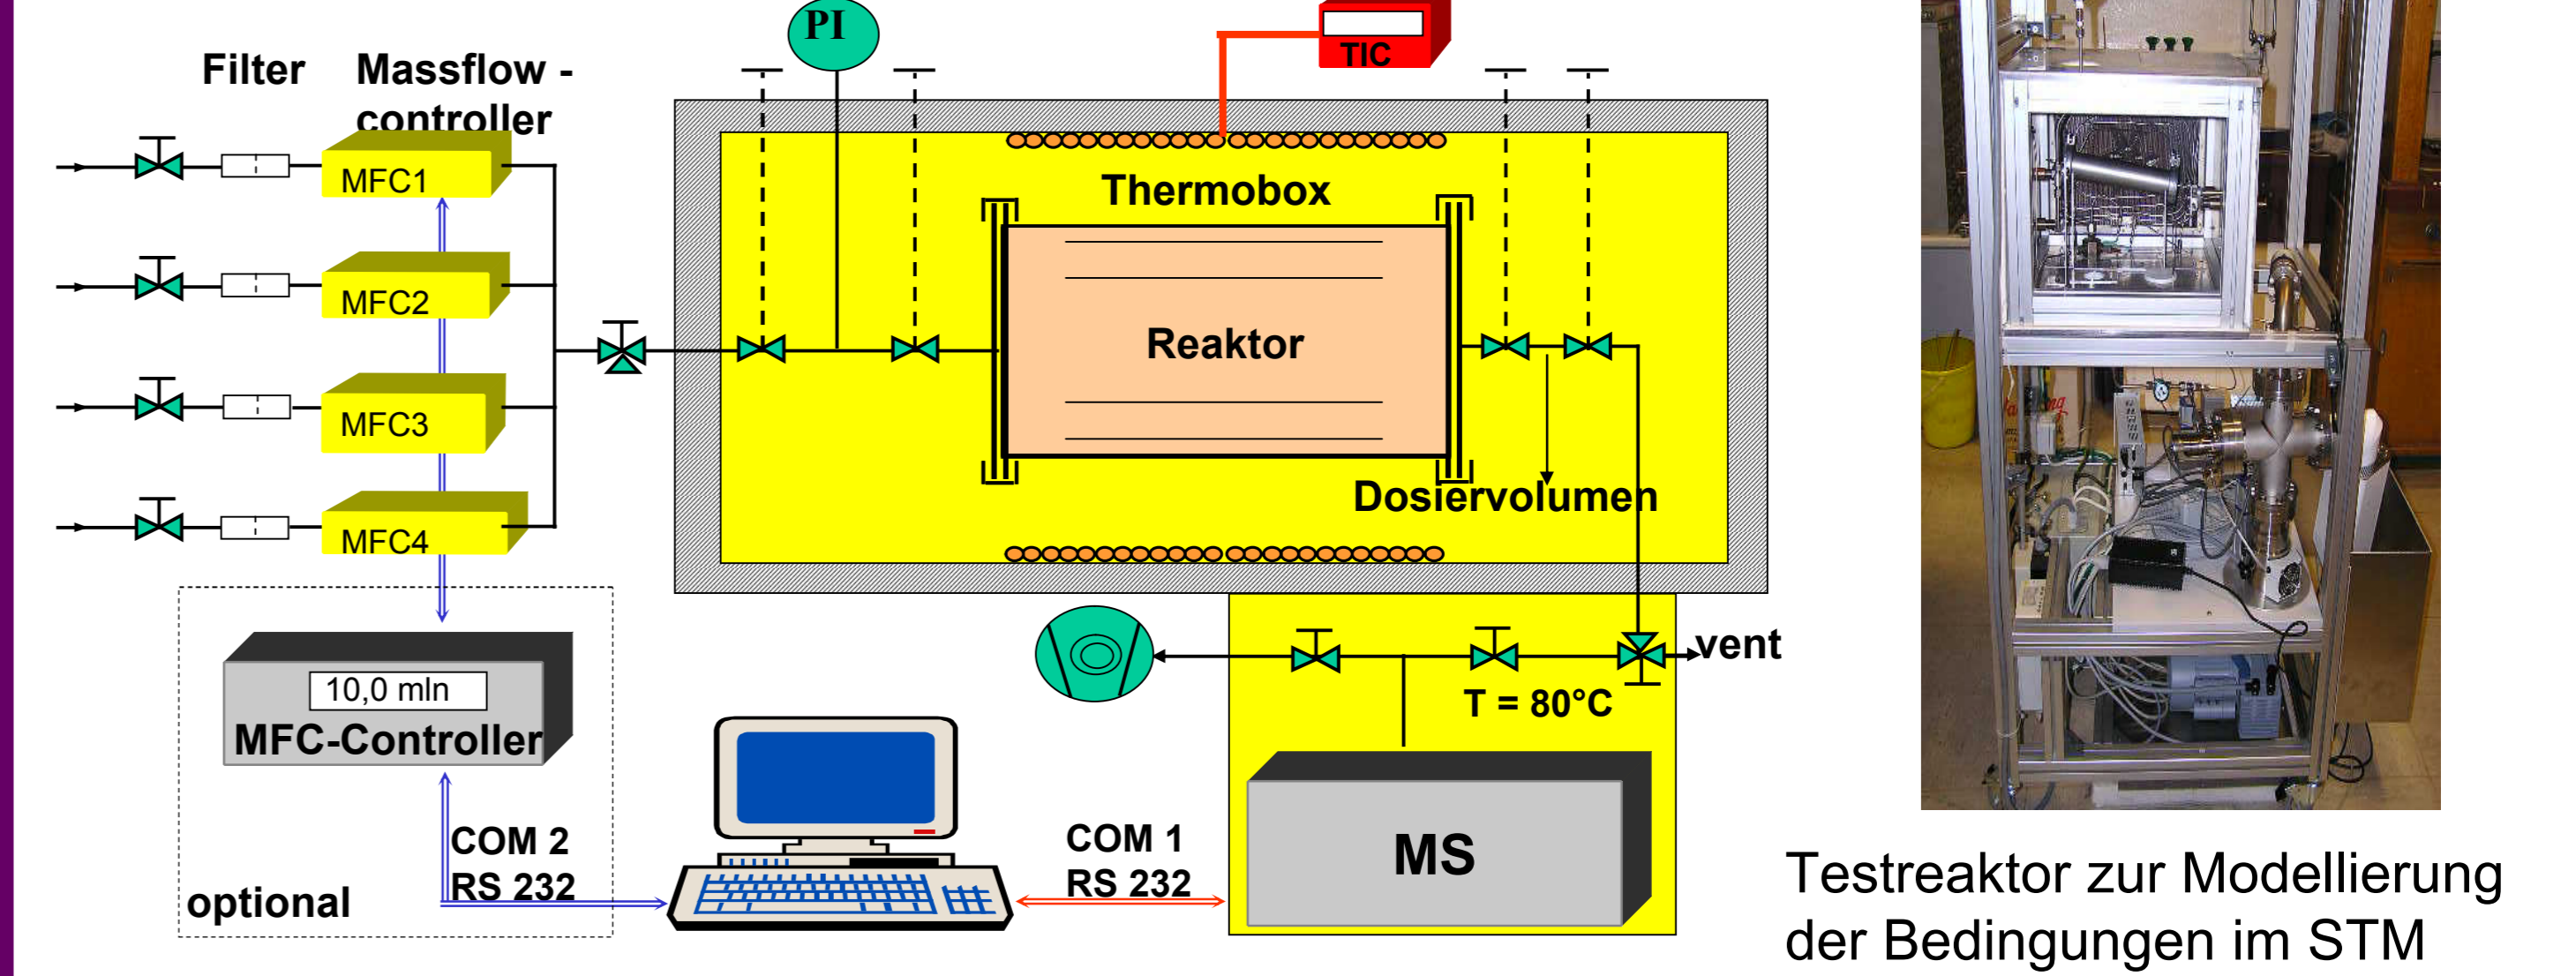 PI
TIC
Filter
Massflow -
controller
MFC1
MFC2
MFC3
MFC4
Thermobox
Reaktor
Dosiervolumen
vent
T = 80°C
10,0 mln
MFC-Controller
COM 2
RS 232
optional
COM 1
RS 232
MS
Testreaktor zur Modellierung
der Bedingungen im STM